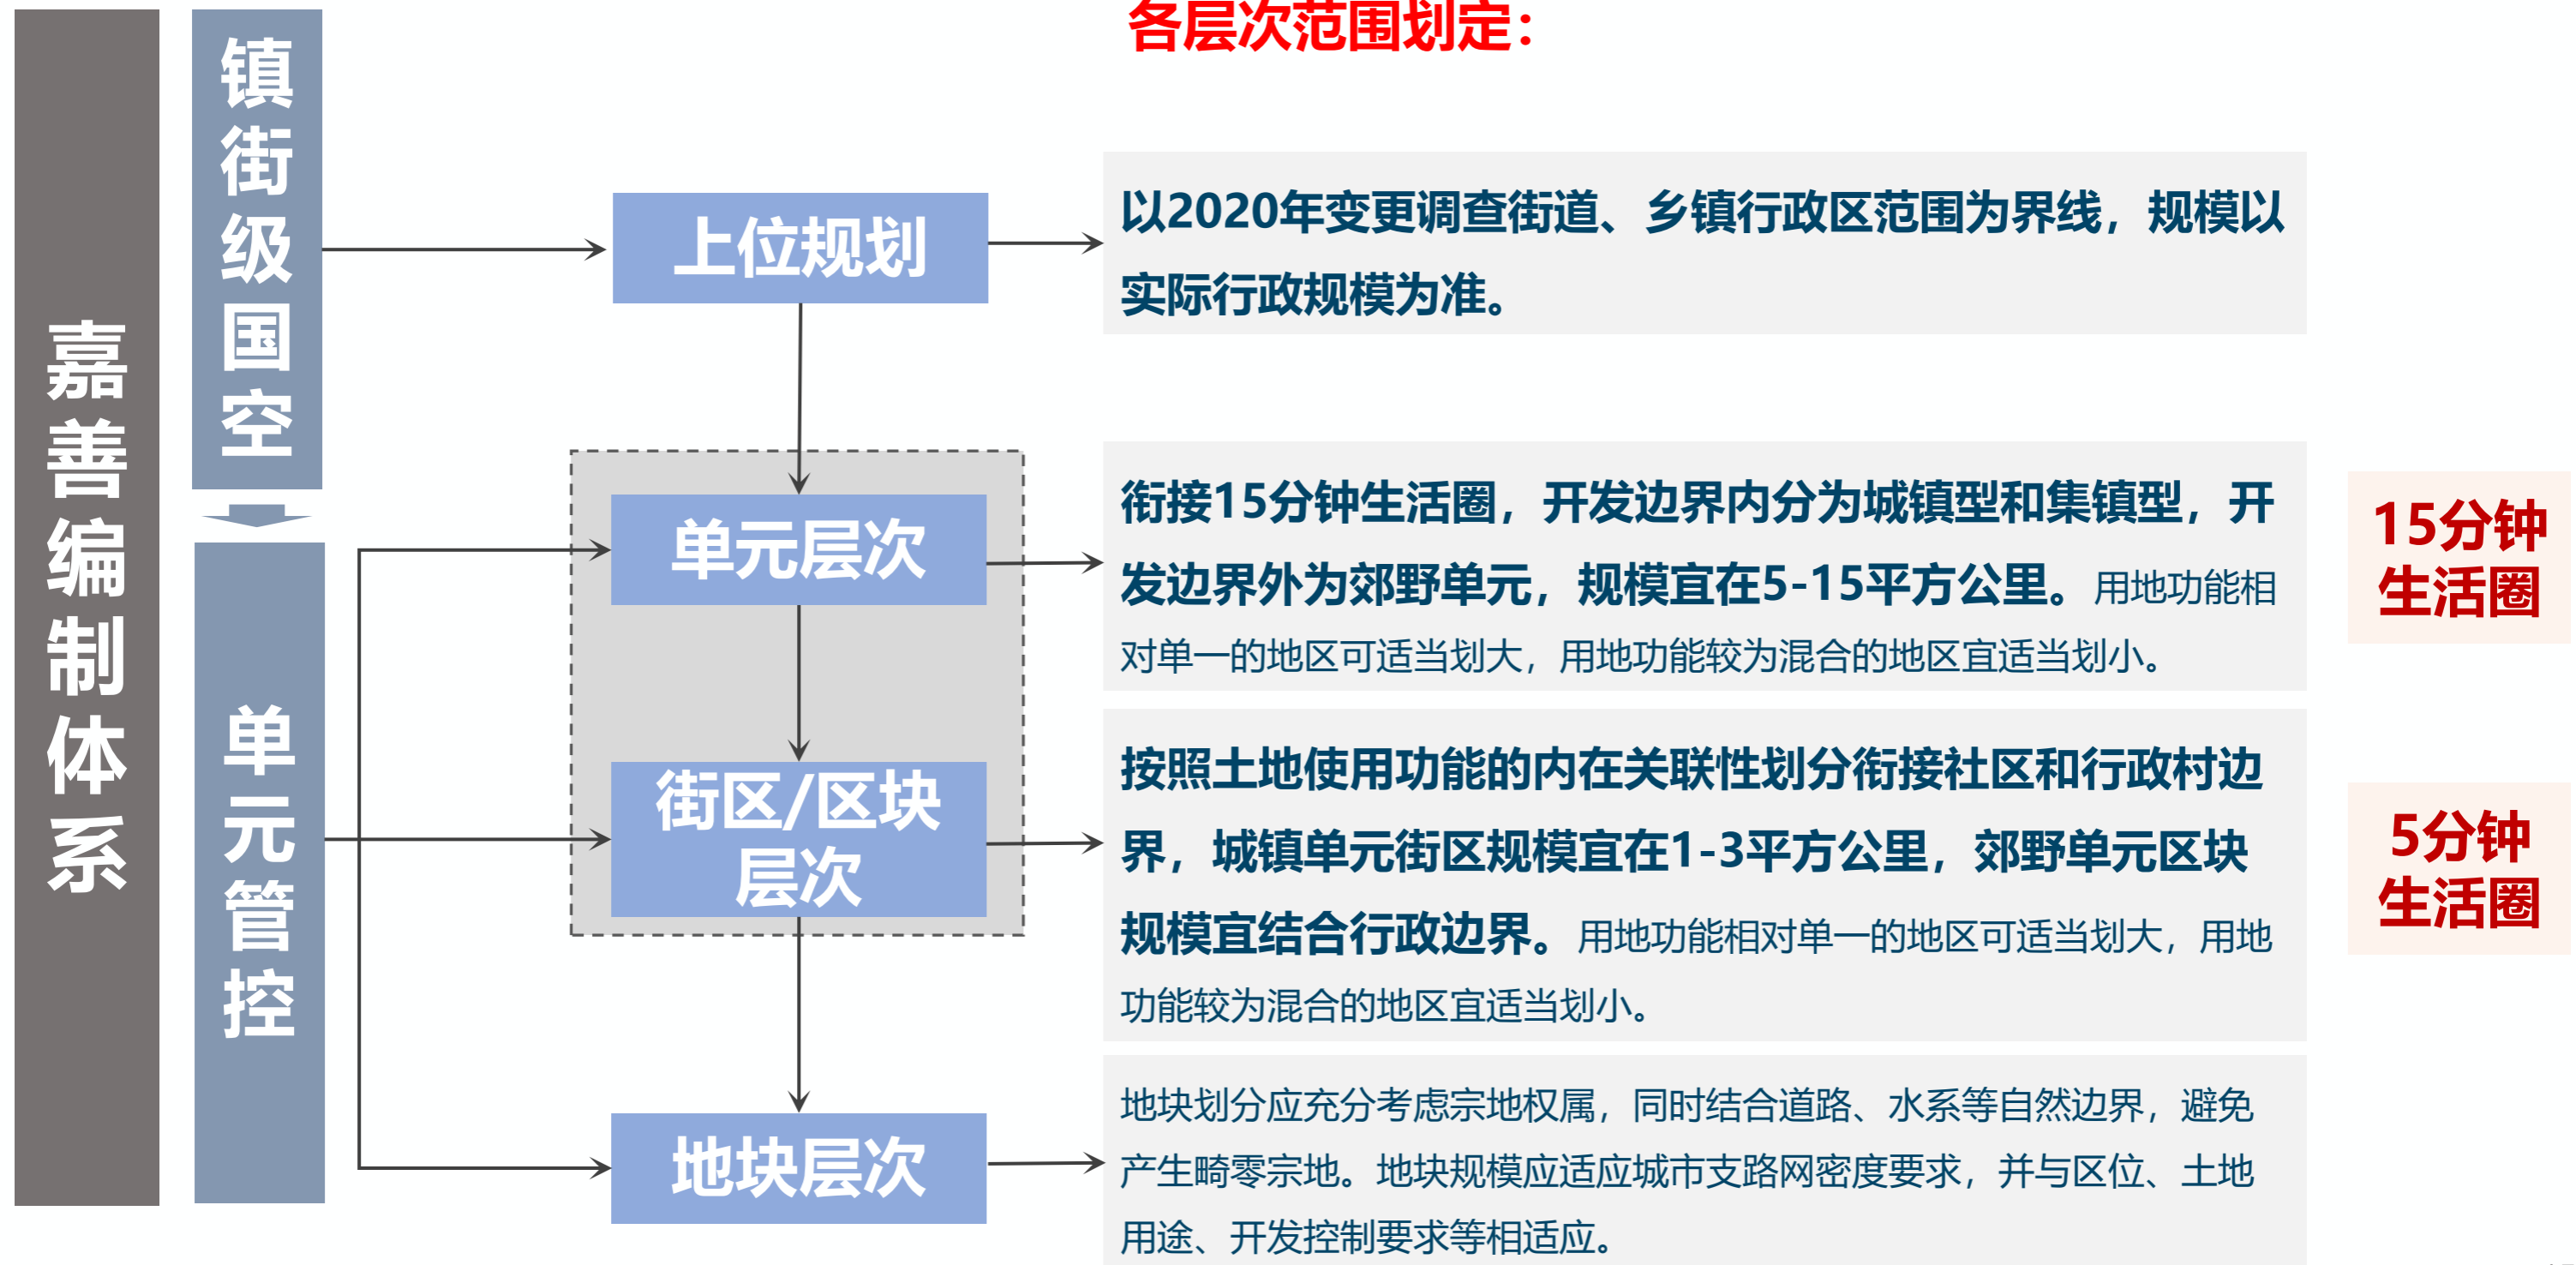 各层次范围划定：
嘉善编制体系
镇街级国空
单元管控
上位规划
以2020年变更调查街道、乡镇行政区范围为界线，规模以
实际行政规模为准。
单元层次
衔接15分钟生活圈，开发边界内分为城镇型和集镇型，开
发边界外为郊野单元，规模宜在5-15平方公里。用地功能相
对单一的地区可适当划大，用地功能较为混合的地区宜适当划小。
15分钟
生活圈
街区/区块
层次
按照土地使用功能的内在关联性划分衔接社区和行政村边
界，城镇单元街区规模宜在1-3平方公里，郊野单元区块
规模宜结合行政边界。用地功能相对单一的地区可适当划大，用地
功能较为混合的地区宜适当划小。
5分钟
生活圈
地块层次
地块划分应充分考虑宗地权属，同时结合道路、水系等自然边界，避免
产生畸零宗地。地块规模应适应城市支路网密度要求，并与区位、土地
用途、开发控制要求等相适应。